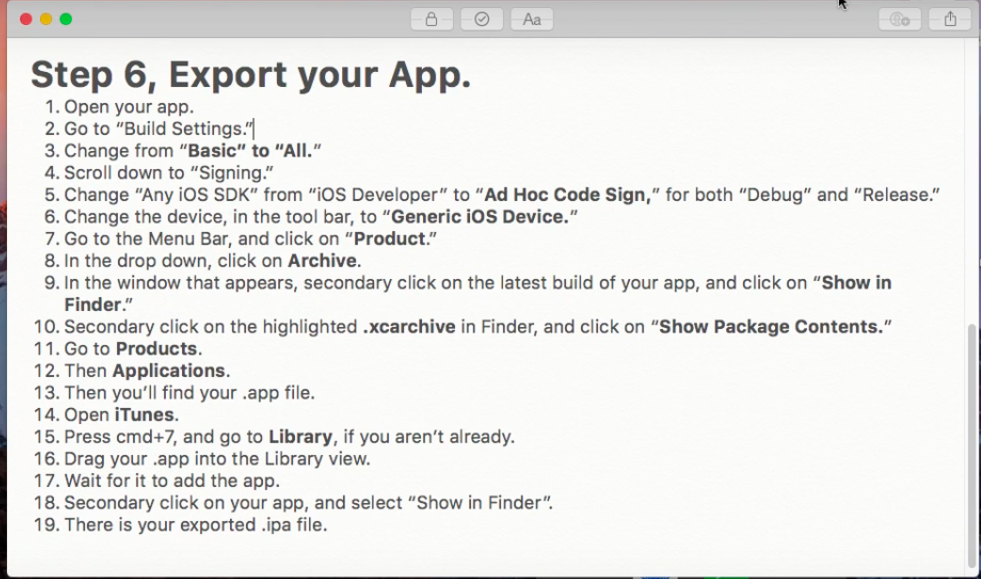 Aa
Step 6, Export your App.
1. Open your app.
2. Go to “Build Settings.”
3. Change from “Basic” to “All.”
4. Scroll down to “Signing.”
5. Change “Any iOS SDK” from “iOS Developer” to “Ad Hoc Code Sign,” for both “Debug” and “Release.”
6. Change the device, in the tool bar, to “Generic iOS Device.”
7. Go to the Menu Bar, and click on “Product.”
8. In the drop down, click on Archive.
9. In the window that appears, secondary click on the latest build of your app, and click on “Show in
Finder.”
10. Secondary click on the highlighted .xcarchive in Finder, and click on “Show Package Contents.”
11. Go to Products.
12. Then Applications.
13. Then you’ll find your .app file.
14. Open iTunes.
15. Press cmd+7, and go to Library, if you aren’t already.
16. Drag your .app into the Library view.
17. Wait for it to add the app.
18. Secondary click on your app, and select “Show in Finder”.
19. There is your exported .ipa file.